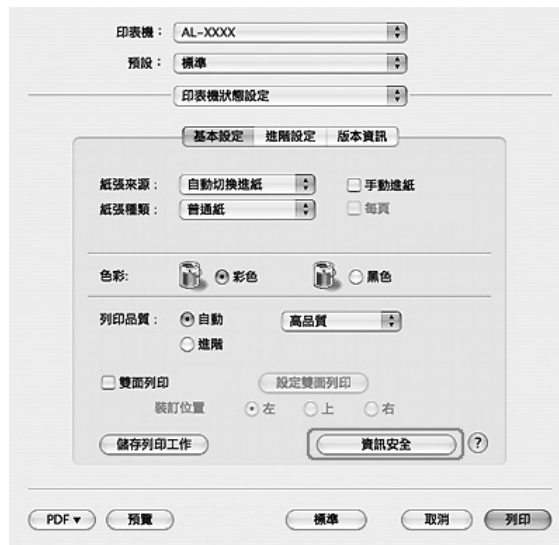 印表機： AL-XXXX
預設： 標準
印表機狀態設定
基本設定 進階設定 版本資訊
紙張來源： 自動切換進紙 手動進紙
紙張種類： 普通紙 每頁
色彩: 彩色 黑色
列印品質： 自動 高品質
進階
雙面列印 設定雙面列印
裝訂位置 左 上 右
儲存列印工作 資訊安全 ?
PDF 預覽 標準 取消 列印